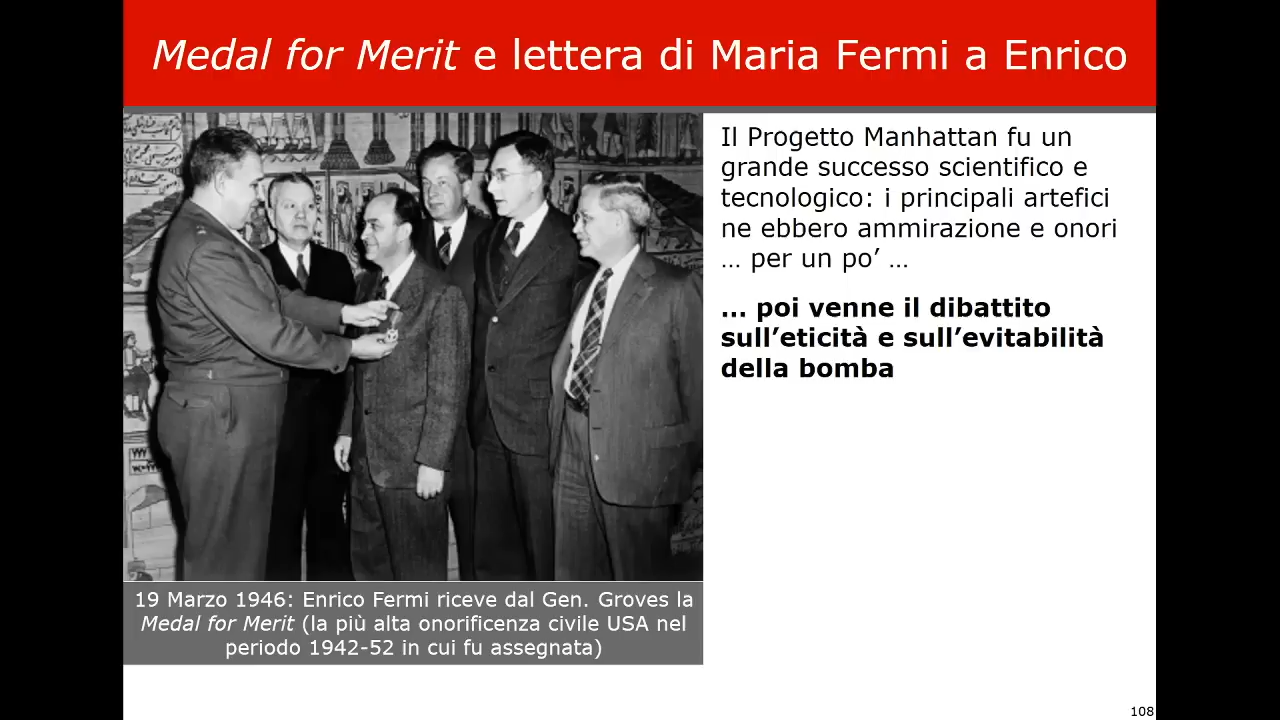 Medal for Merit e lettera di Maria Fermi a Enrico
Il Progetto Manhattan fu un
grande successo scientifico e
tecnologico: i principali artefici
ne ebbero ammirazione e onori
… per un po’ …
… poi venne il dibattito
sull’eticità e sull’evitabilità
della bomba
19 Marzo 1946: Enrico Fermi riceve dal Gen. Groves la
Medal for Merit (la più alta onorificenza civile USA nel
periodo 1942-52 in cui fu assegnata)
108